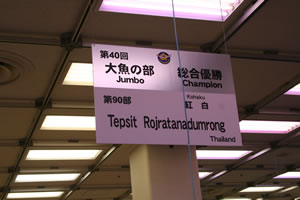 第40回
大魚の部 総合優勝
Jumbo Champion
第90部 Kohaku
紅白
Tepsit Rojratanadumrong
Thailand